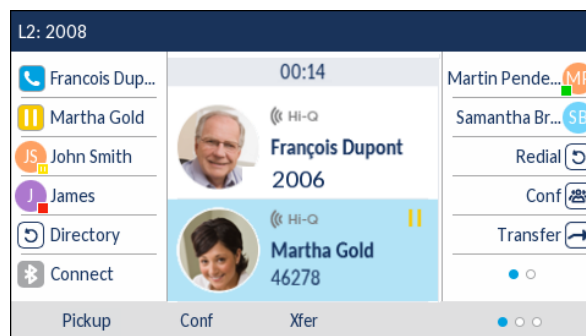 L2: 2008
Francois Dup...
Martha Gold
JS John Smith
J James
Directory
Connect
00:14
Hi-Q
François Dupont
2006
Hi-Q
Martha Gold
46278
Martin Pende... MP
Samantha Br... SB
Redial
Conf
Transfer
Pickup
Conf
Xfer